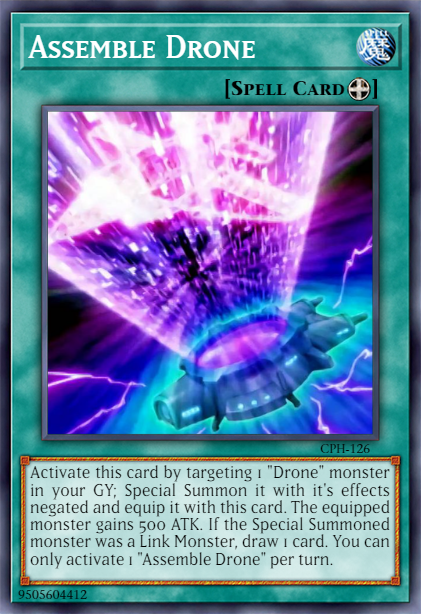 Assemble Drone
魔
[Spell Card]
CPH-126
Activate this card by targeting 1 "Drone" monster
in your GY; Special Summon it with it's effects
negated and equip it with this card. The equipped
monster gains 500 ATK. If the Special Summoned
monster was a Link Monster, draw 1 card. You can
only activate 1 "Assemble Drone" per turn.
9505604412